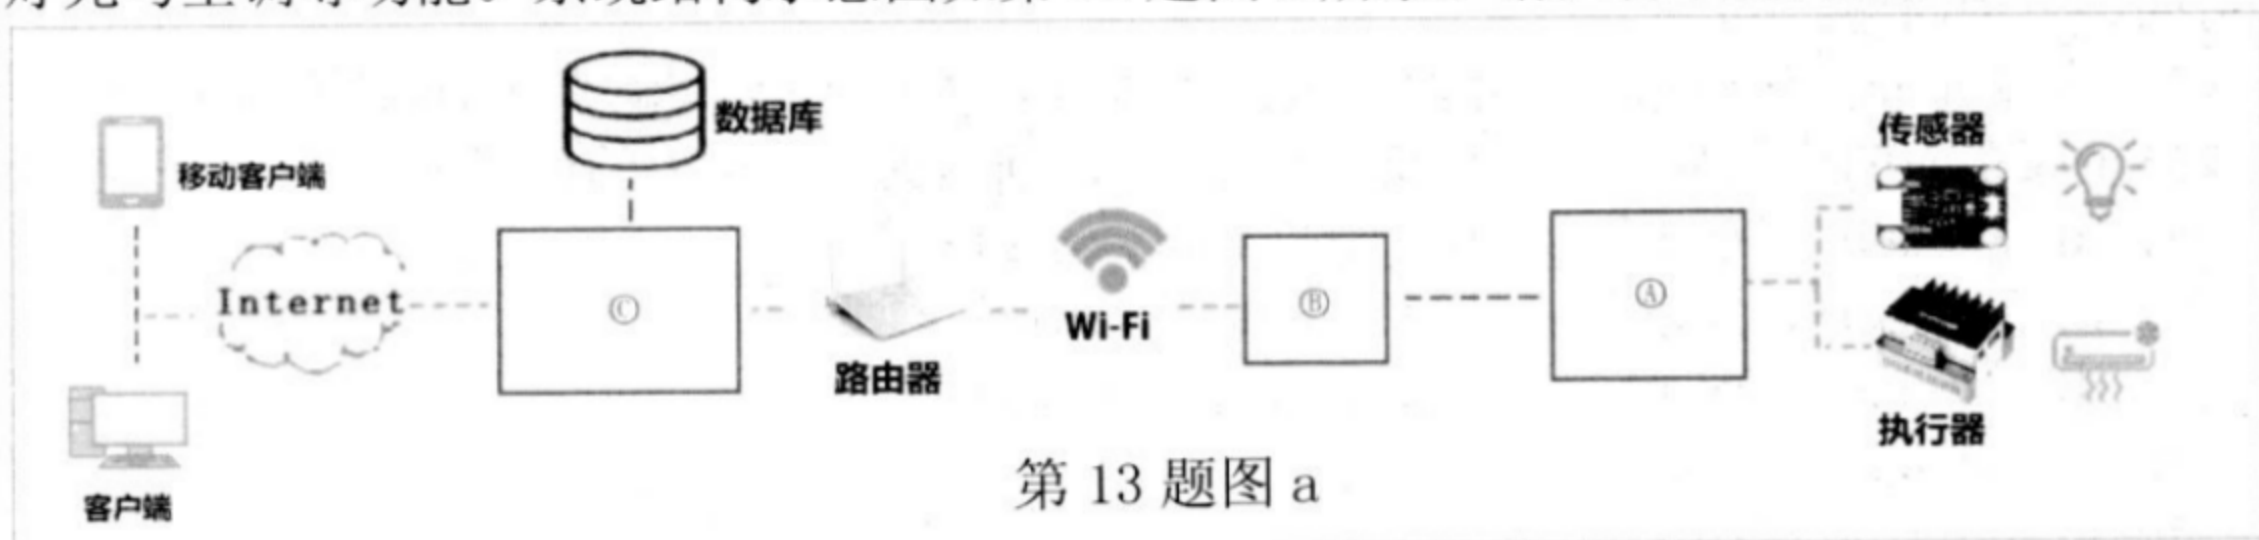 数据库
传感器
移动客户端
Internet
Ⓒ
Ⓑ
Ⓐ
Wi-Fi
路由器
执行器
第 13 题图 a
客户端